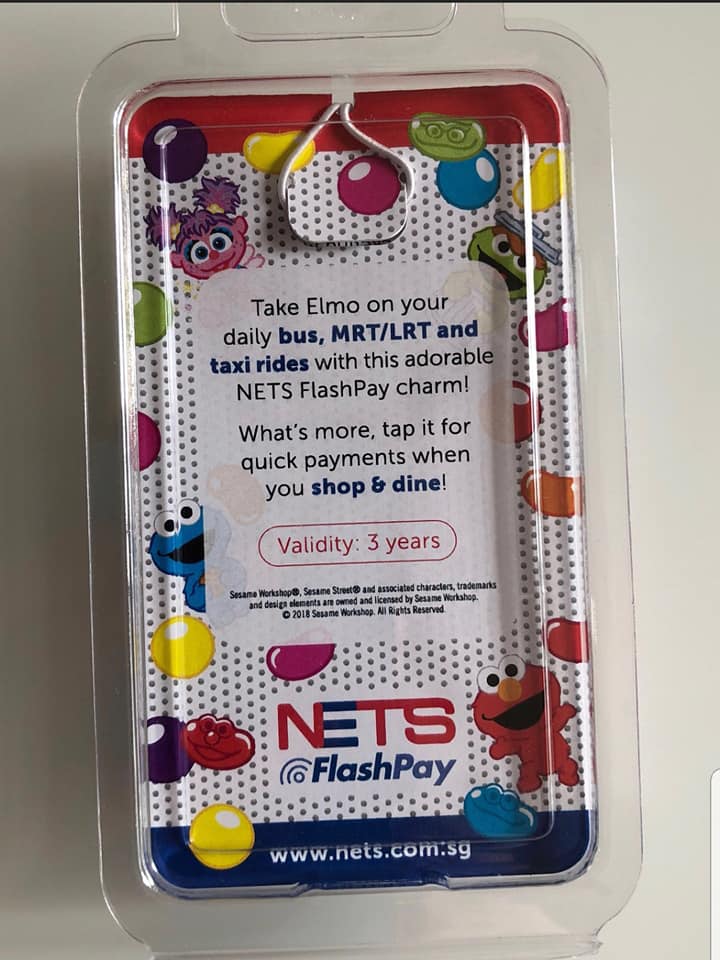 Take Elmo on your
daily bus, MRT/LRT and
taxi rides with this adorable
NETS FlashPay charm!
What's more, tap it for
quick payments when
you shop & dine!
Validity: 3 years
Sesame Workshop®, Sesame Street® and associated characters, trademarks
and design elements are owned and licensed by Sesame Workshop.
© 2018 Sesame Workshop. All Rights Reserved.
NETS
FlashPay
www.nets.com.sg